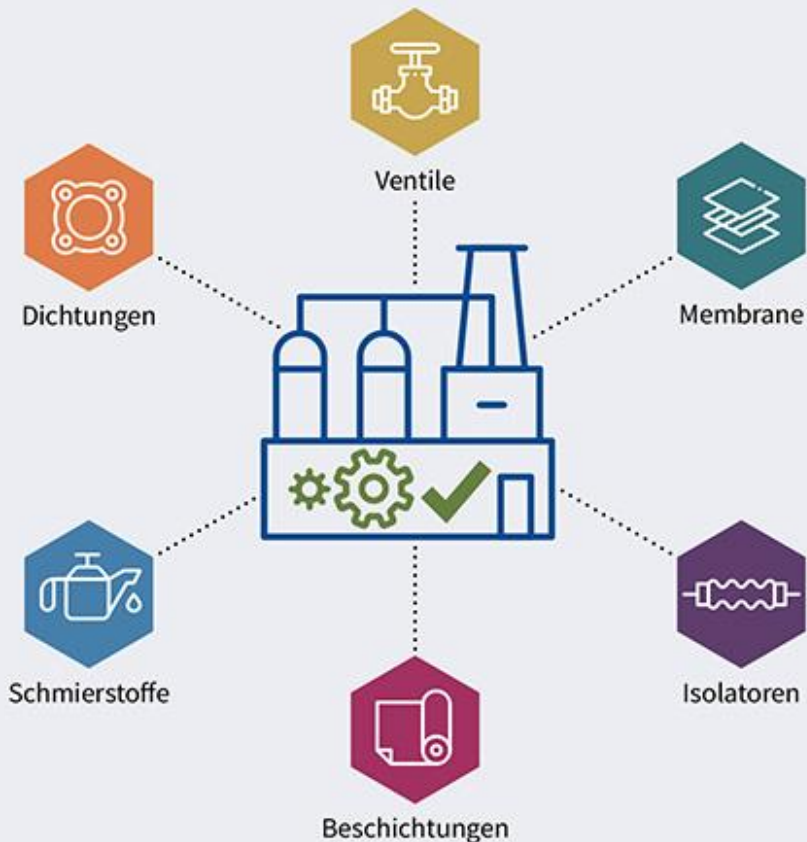 Ventile
Dichtungen
Membrane
Schmierstoffe
Isolatoren
Beschichtungen